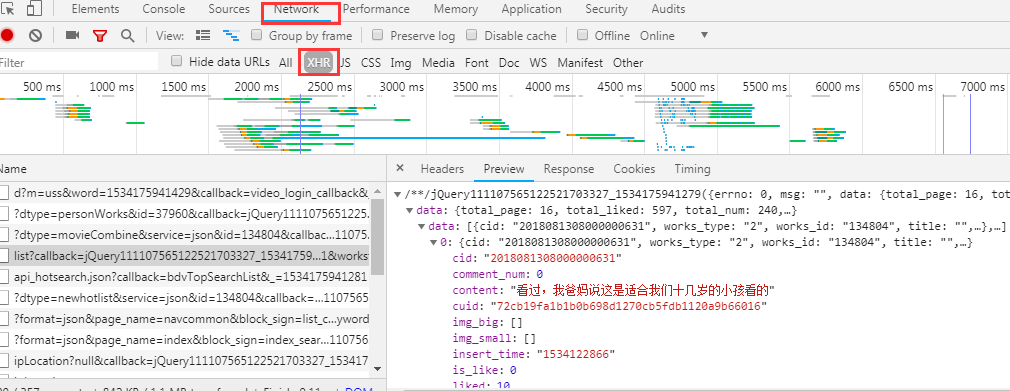 Elements Console Sources Network Performance Memory Application Security Audits
View: Group by frame Preserve log Disable cache Offline Online
Filter Hide data URLs All XHR JS CSS Img Media Font Doc WS Manifest Other
500 ms 1000 ms 1500 ms 2000 ms 2500 ms 3000 ms 3500 ms 4000 ms 4500 ms 5000 ms 5500 ms 6000 ms 6500 ms 7000 ms
Name
d?m=uss&word=1534175941429&callback=video_login_callback&
?dtype=personWorks&id=37960&callback=jQuery1111075651225.
?dtype=movieCombine&service=json&id=134804&callbac...11075.
list?callback=jQuery111107565122521703327_15341759...1&works
api_hotsearch.json?callback=bdvTopSearchList&_=1534175941281
?dtype=newhotlist&service=json&id=134804&callback=...1107565
?format=json&page_name=navcommon&block_sign=list_c...yword
?format=json&page_name=index&block_sign=index_sear...11075
ipLocation?null&callback=jQuery111107565122521703327_153417
× Headers Preview Response Cookies Timing
/**/jQuery111107565122521703327_1534175941279({errno: 0, msg: "", data: {total_page: 16, tot
data: {total_page: 16, total_liked: 597, total_num: 240,…}
data: [{cid: "2018081308000000631", works_type: "2", works_id: "134804", title: "",…},…]
0: {cid: "2018081308000000631", works_type: "2", works_id: "134804", title: "",…}
cid: "2018081308000000631"
comment_num: 0
content: "看过，我爸妈说这是适合我们十几岁的小孩看的"
cuid: "72cb19fa1b1b0b698d1270cb5fdb1120a9b66016"
img_big: []
img_small: []
insert_time: "1534122866"
is_like: 0
liked: 10